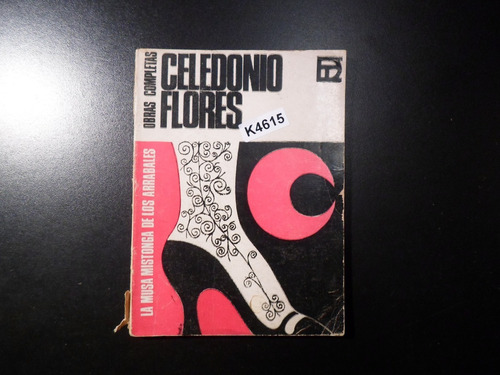 OBRAS COMPLETAS
CELEDONIO
FLORES
K4615
LA MUSA MISTONGA DE LOS ARRABALES